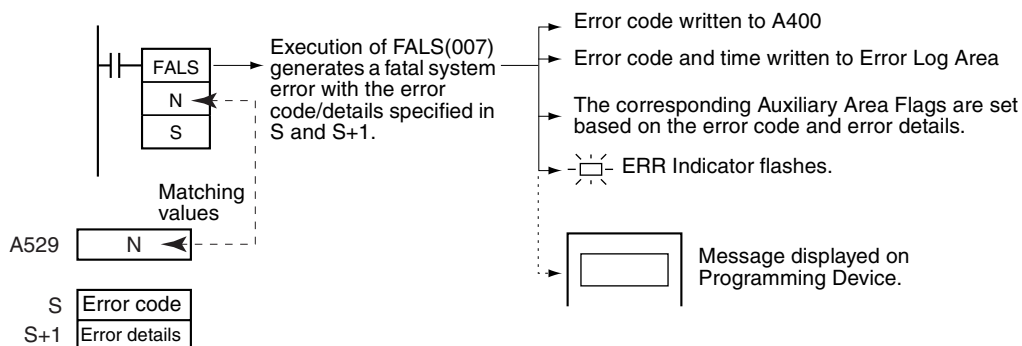 FALS
N
S
Execution of FALS(007)
generates a fatal system
error with the error
code/details specified in
S and S+1.
Error code written to A400
Error code and time written to Error Log Area
The corresponding Auxiliary Area Flags are set
based on the error code and error details.
ERR Indicator flashes.
Matching
values
A529 N
Message displayed on
Programming Device.
S Error code
S+1 Error details